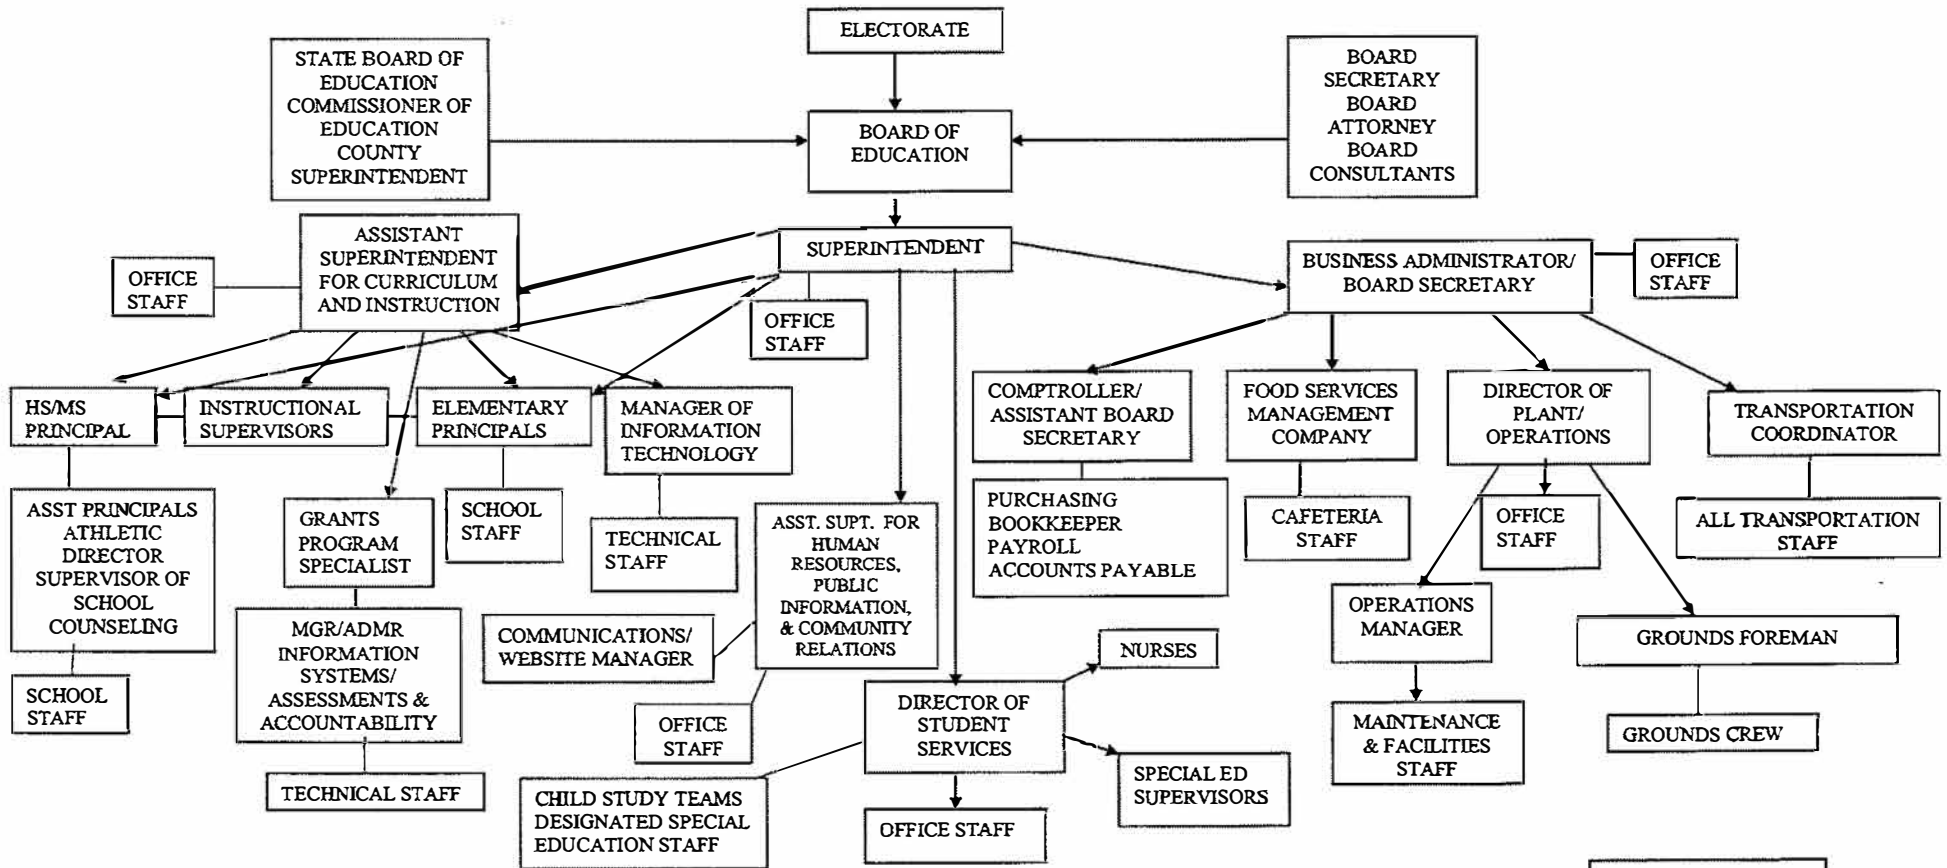 ELECTORATE
STATE BOARD OF
EDUCATION
COMMISSIONER OF
EDUCATION
COUNTY
SUPERINTENDENT
BOARD OF
EDUCATION
BOARD
SECRETARY
BOARD
ATTORNEY
BOARD
CONSULTANTS
OFFICE
STAFF
ASSISTANT
SUPERINTENDENT
FOR CURRICULUM
AND INSTRUCTION
SUPERINTENDENT
OFFICE
STAFF
BUSINESS ADMINISTRATOR/
BOARD SECRETARY
OFFICE
STAFF
HS/MS
PRINCIPAL
INSTRUCTIONAL
SUPERVISORS
ELEMENTARY
PRINCIPALS
MANAGER OF
INFORMATION
TECHNOLOGY
COMPTROLLER/
ASSISTANT BOARD
SECRETARY
FOOD SERVICES
MANAGEMENT
COMPANY
DIRECTOR OF
PLANT/
OPERATIONS
TRANSPORTATION
COORDINATOR
ASST PRINCIPALS
ATHLETIC
DIRECTOR
SUPERVISOR OF
SCHOOL
COUNSELING
GRANTS
PROGRAM
SPECIALIST
SCHOOL
STAFF
TECHNICAL
STAFF
ASST. SUPT. FOR
HUMAN
RESOURCES,
PUBLIC
INFORMATION,
& COMMUNITY
RELATIONS
PURCHASING
BOOKKEEPER
PAYROLL
ACCOUNTS PAYABLE
CAFETERIA
STAFF
OFFICE
STAFF
ALL TRANSPORTATION
STAFF
SCHOOL
STAFF
MGR/ADMR
INFORMATION
SYSTEMS/
ASSESSMENTS &
ACCOUNTABILITY
COMMUNICATIONS/
WEBSITE MANAGER
OFFICE
STAFF
NURSES
OPERATIONS
MANAGER
GROUNDS FOREMAN
DIRECTOR OF
STUDENT
SERVICES
MAINTENANCE
& FACILITIES
STAFF
GROUNDS CREW
TECHNICAL STAFF
CHILD STUDY TEAMS
DESIGNATED SPECIAL
EDUCATION STAFF
OFFICE STAFF
SPECIAL ED
SUPERVISORS